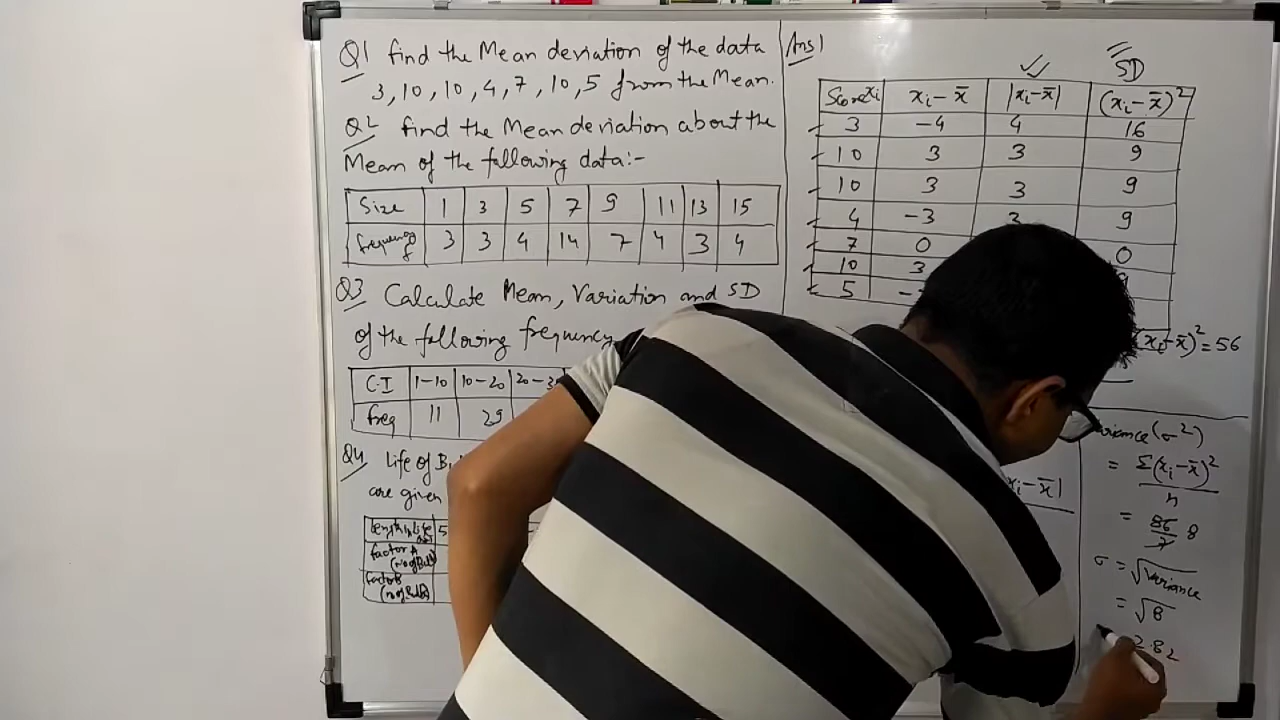 Q1 find the Mean deviation of the data
3, 10, 10, 4, 7, 10, 5 from the Mean.
Q2 find the Mean deviation about the
Mean of the following data:-
Size 1 3 5 7 9 11 13 15
frequency f 3 3 4 14 7 4 3 4
Q3 Calculate Mean, Variation and SD
of the following frequency
C.I 1-10 10-20 20-3
freq 11 29
Q4 Life of B
are given
length in Life 5
factor A (No of Bulb)
factor B (no of Bulb)
Ans 1
SD
Score xi xi - x̄ |xi - x̄| (xi - x̄)²
3 -4 4 16
10 3 3 9
10 3 3 9
4 -3 3 9
7 0 0
10 3
5 -
(xi - x̄)² = 56
xi - x̄|
ariance (σ²)
= Σ(xi - x̄)² / n
= 56/7 8
σ = √variance
= √8
2.82